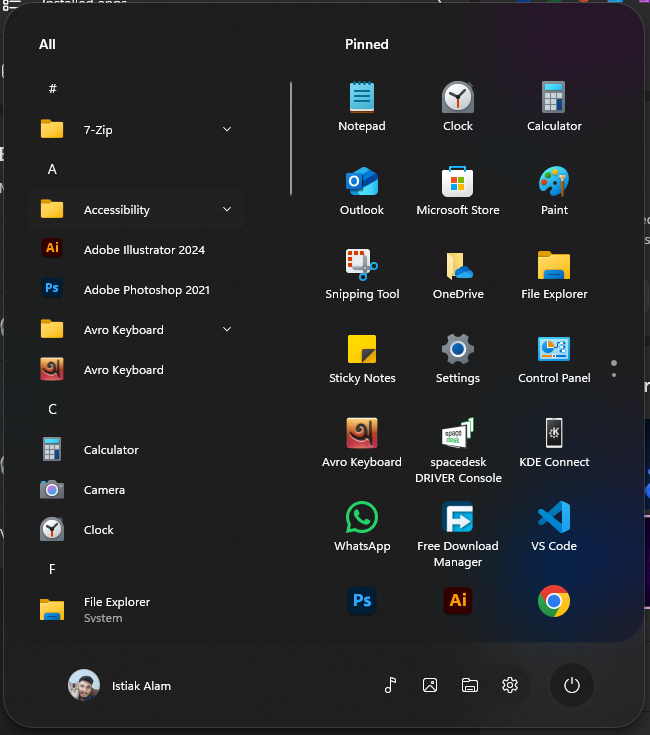 Installed apps
All
#
7-Zip
A
Accessibility
Ai Adobe Illustrator 2024
Ps Adobe Photoshop 2021
Avro Keyboard
Avro Keyboard
C
Calculator
Camera
Clock
F
File Explorer
System
Pinned
Notepad Clock Calculator
Outlook Microsoft Store Paint
Snipping Tool OneDrive File Explorer
Sticky Notes Settings Control Panel
space
desk
Avro Keyboard spacedesk KDE Connect
DRIVER Console
WhatsApp Free Download VS Code
Manager
Ps Ai
Istiak Alam